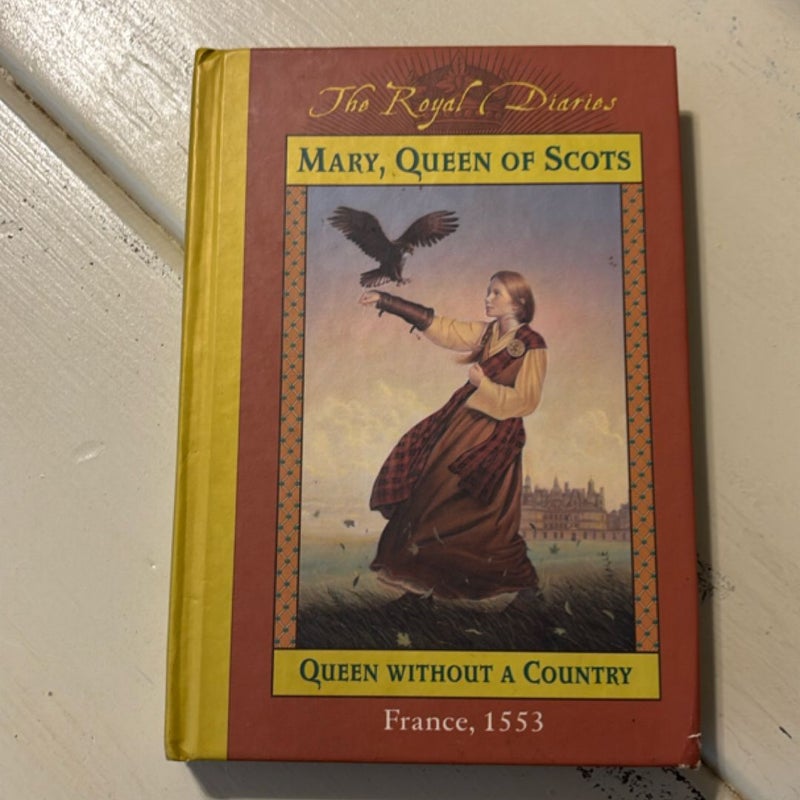 The Royal Diaries
MARY, QUEEN OF SCOTS
QUEEN WITHOUT A COUNTRY
France, 1553